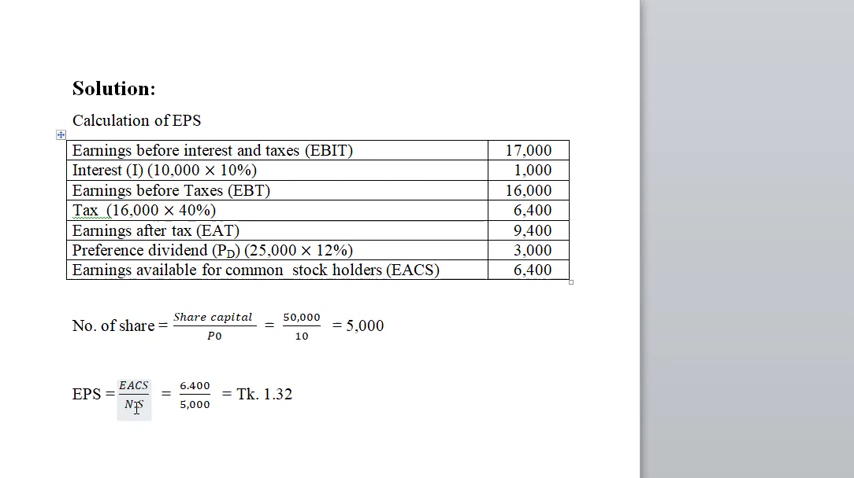 Solution:
Calculation of EPS
Earnings before interest and taxes (EBIT) 17,000
Interest (I) (10,000 × 10%) 1,000
Earnings before Taxes (EBT) 16,000
Tax (16,000 × 40%) 6,400
Earnings after tax (EAT) 9,400
Preference dividend (PD) (25,000 × 12%) 3,000
Earnings available for common stock holders (EACS) 6,400
No. of share = Share capital / P0 = 50,000 / 10 = 5,000
EPS = EACS / NS = 6.400 / 5,000 = Tk. 1.32